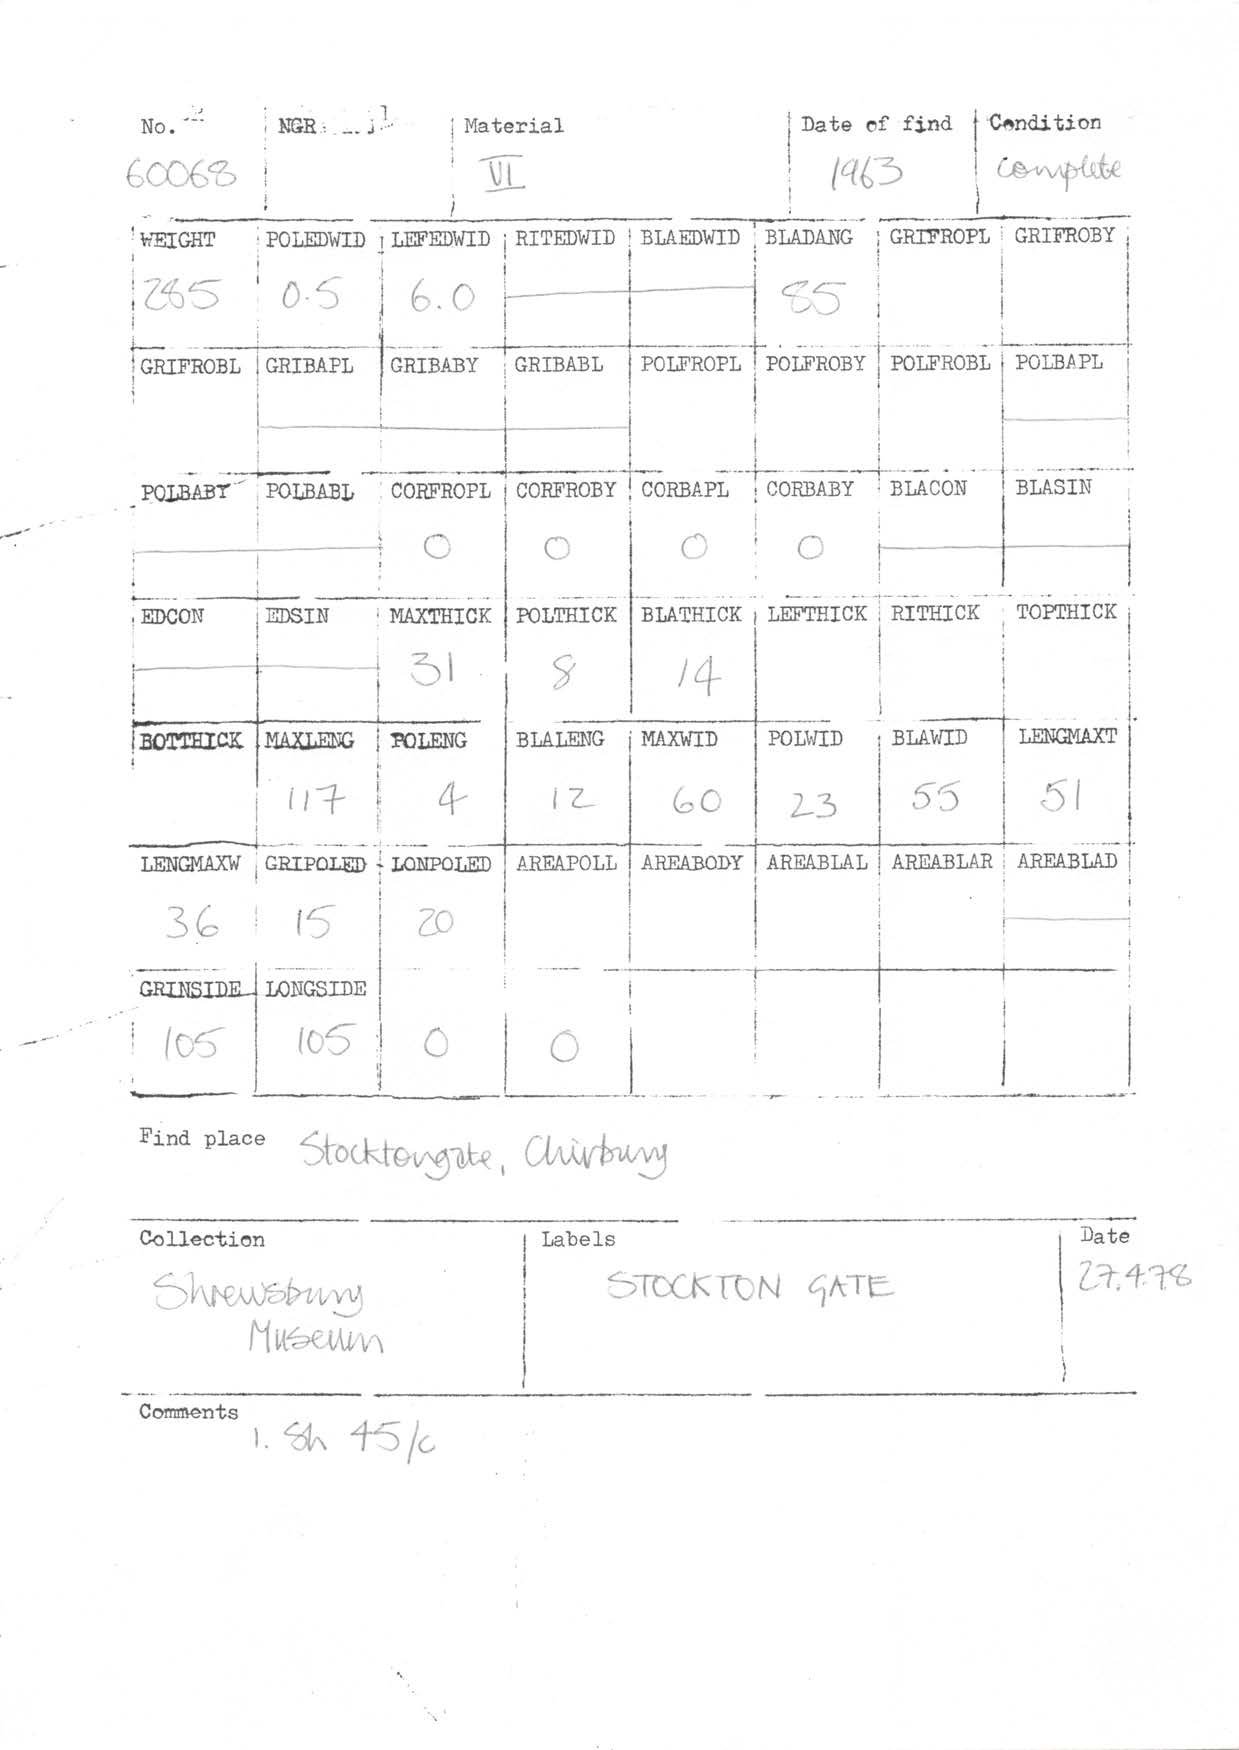 No. NGR Material Date of find Condition
60068 VI 1963 complete
WEIGHT POLEDWID LEFEDWID RITEDWID BLAEDWID BLADANG GRIFROPL GRIFROBY
285 0.5 6.0 85
GRIFROBL GRIBAPL GRIBABY GRIBABL POLFROPL POLFROBY POLFROBL POLBAPL
POLBABY POLBABL CORFROPL CORFROBY CORBAPL CORBABY BLACON BLASIN
0 0 0 0
EDCON EDSIN MAXTHICK POLTHICK BLATHICK LEFTHICK RITHICK TOPTHICK
31 8 14
BOTTHICK MAXLENG POLENG BLALENG MAXWID POLWID BLAWID LENGMAXT
117 4 12 60 23 55 51
LENGMAXW GRIPOLED LONPOLED AREAPOLL AREABODY AREABLAL AREABLAR AREABLAD
36 15 20
GRINSIDE LONGSIDE
105 105 0 0
Find place Stocktongate, Chirbury
Collection Labels Date
Shrewsbury STOCKTON GATE 27.4.78
Museum
Comments
1. Sh 45/c